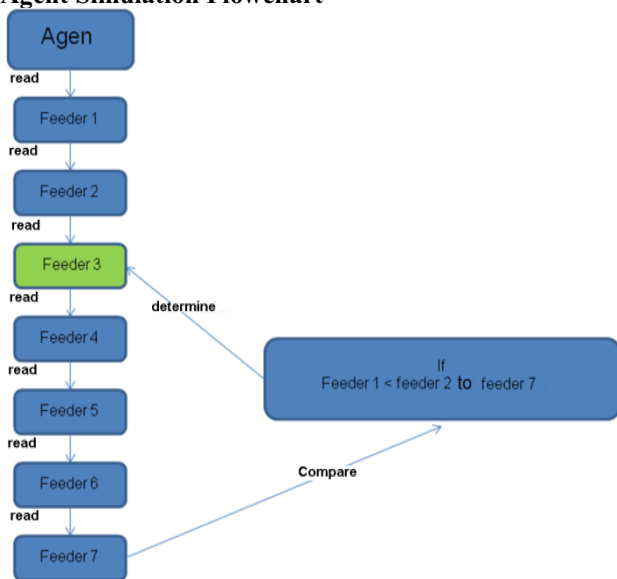 Agent Simulation Flowchart
Agen
read
Feeder 1
read
Feeder 2
read
Feeder 3
read
determine
Feeder 4
read
If
Feeder 1 < feeder 2 to feeder 7
Feeder 5
read
Compare
Feeder 6
read
Feeder 7